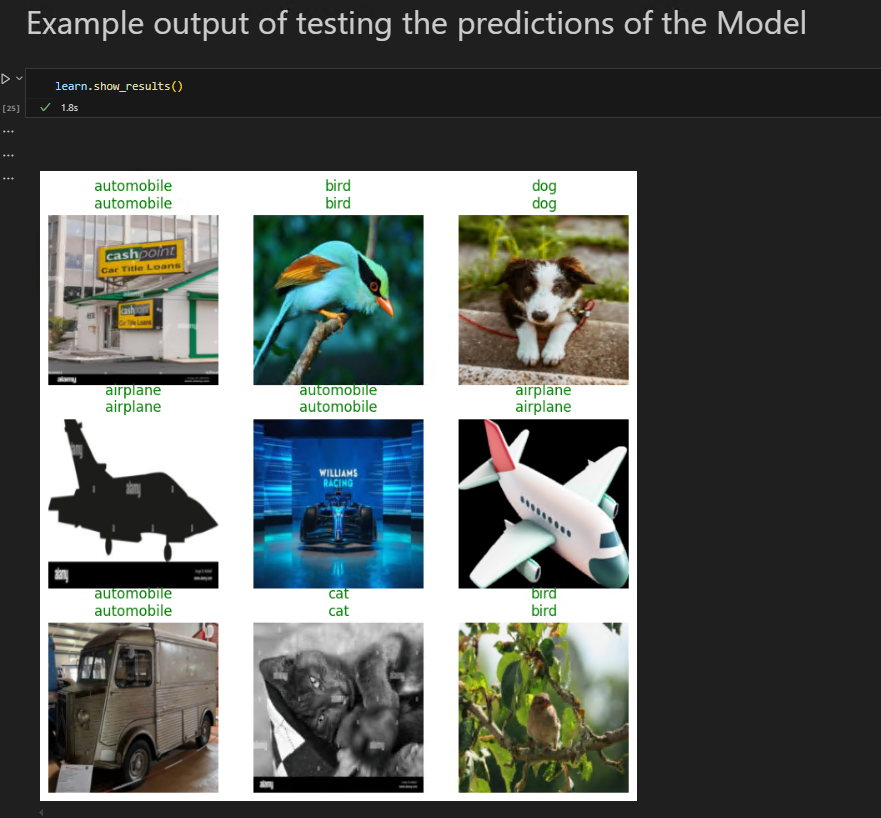 Example output of testing the predictions of the Model
learn.show_results()
[25]
1.8s
...
...
...
automobile bird dog
automobile bird dog
cashpoint
Car Title Loans
cashpoint
Car Title Loans
alamy
airplane automobile airplane
airplane automobile airplane
alamy
alamy
WILLIAMS
RACING
alamy
automobile cat bird
automobile cat bird
alamy